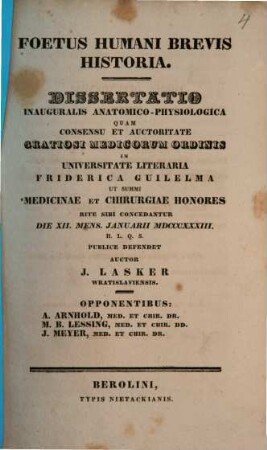 4
FOETUS HUMANI BREVIS
HISTORIA.
DISSERTATIO
INAUGURALIS ANATOMICO-PHYSIOLOGICA
QUAM
CONSENSU ET AUCTORITATE
GRATIOSI MEDICORUM ORDINIS
IN
UNIVERSITATE LITERARIA
FRIDERICA GUILELMA
UT SUMMI
MEDICINAE ET CHIRURGIAE HONORES
RITE SIBI CONCEDANTUR
DIE XII. MENS. JANUARII MDCCCXXXIII.
H. L. Q. S.
PUBLICE DEFENDET
AUCTOR
J. LASKER
WRATISLAVIENSIS.
OPPONENTIBUS:
A. ARNHOLD, MED. ET CHIR. DR.
M. B. LESSING, MED. ET CHIR. DD.
J. MEYER, MED. ET CHIR. DR.
BEROLINI,
TYPIS NIETACKIANIS.